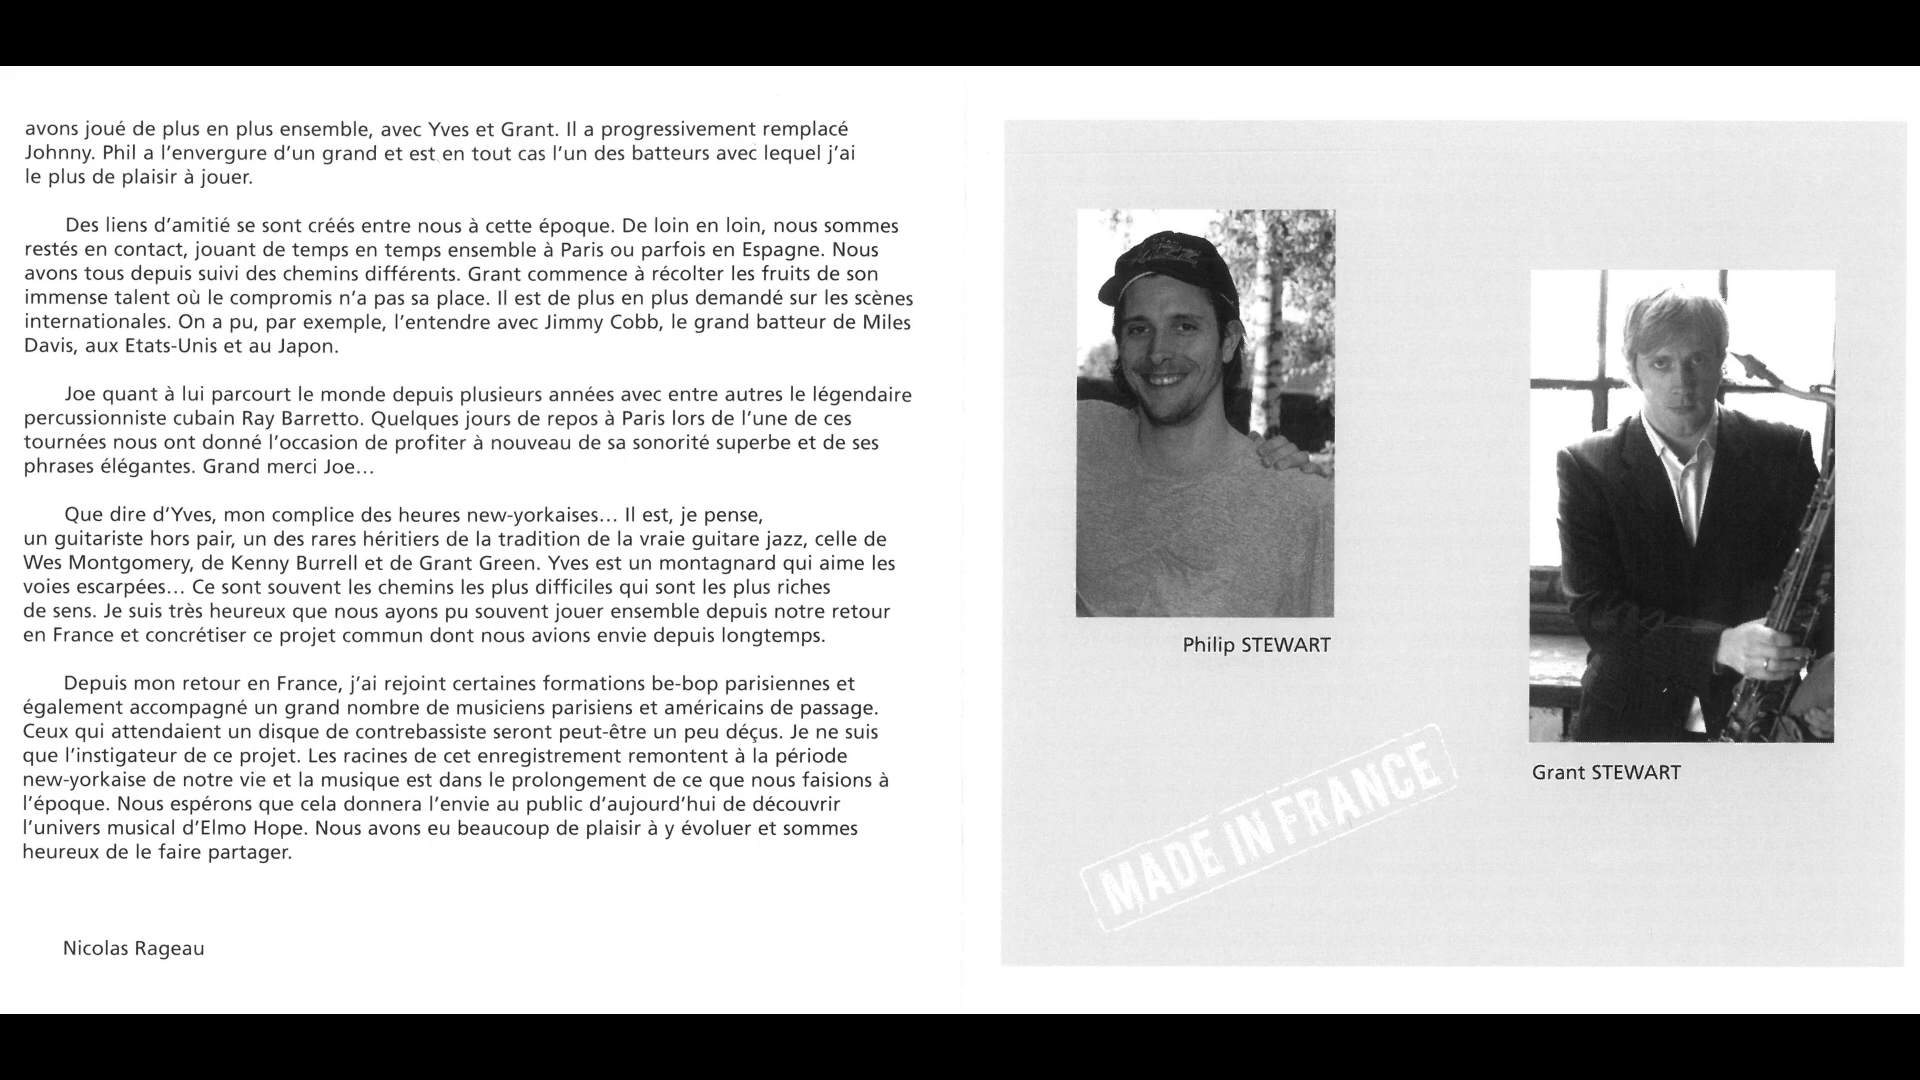 avons joué de plus en plus ensemble, avec Yves et Grant. Il a progressivement remplacé
Johnny. Phil a l'envergure d'un grand et est en tout cas l'un des batteurs avec lequel j'ai
le plus de plaisir à jouer.
Des liens d'amitié se sont créés entre nous à cette époque. De loin en loin, nous sommes
restés en contact, jouant de temps en temps ensemble à Paris ou parfois en Espagne. Nous
avons tous depuis suivi des chemins différents. Grant commence à récolter les fruits de son
immense talent où le compromis n'a pas sa place. Il est de plus en plus demandé sur les scènes
internationales. On a pu, par exemple, l'entendre avec Jimmy Cobb, le grand batteur de Miles
Davis, aux Etats-Unis et au Japon.
Joe quant à lui parcourt le monde depuis plusieurs années avec entre autres le légendaire
percussionniste cubain Ray Barretto. Quelques jours de repos à Paris lors de l'une de ces
tournées nous ont donné l'occasion de profiter à nouveau de sa sonorité superbe et de ses
phrases élégantes. Grand merci Joe...
Que dire d'Yves, mon complice des heures new-yorkaises... Il est, je pense,
un guitariste hors pair, un des rares héritiers de la tradition de la vraie guitare jazz, celle de
Wes Montgomery, de Kenny Burrell et de Grant Green. Yves est un montagnard qui aime les
voies escarpées... Ce sont souvent les chemins les plus difficiles qui sont les plus riches
de sens. Je suis très heureux que nous ayons pu souvent jouer ensemble depuis notre retour
en France et concrétiser ce projet commun dont nous avions envie depuis longtemps.
Depuis mon retour en France, j'ai rejoint certaines formations be-bop parisiennes et
également accompagné un grand nombre de musiciens parisiens et américains de passage.
Ceux qui attendaient un disque de contrebassiste seront peut-être un peu déçus. Je ne suis
que l'instigateur de ce projet. Les racines de cet enregistrement remontent à la période
new-yorkaise de notre vie et la musique est dans le prolongement de ce que nous faisions à
l'époque. Nous espérons que cela donnera l'envie au public d'aujourd'hui de découvrir
l'univers musical d'Elmo Hope. Nous avons eu beaucoup de plaisir à y évoluer et sommes
heureux de le faire partager.
Nicolas Rageau
Philip STEWART
Grant STEWART
MADE IN FRANCE